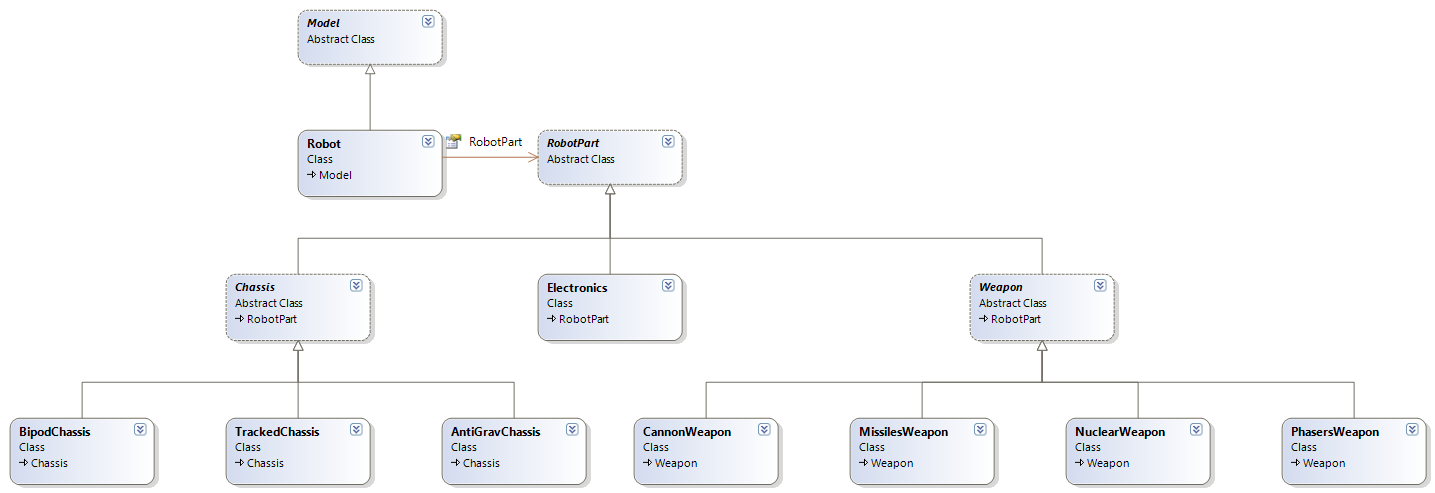 Model
Abstract Class
Robot
Class
Model
RobotPart
RobotPart
Abstract Class
Chassis
Abstract Class
RobotPart
Electronics
Class
RobotPart
Weapon
Abstract Class
RobotPart
BipodChassis
Class
Chassis
TrackedChassis
Class
Chassis
AntiGravChassis
Class
Chassis
CannonWeapon
Class
Weapon
MissilesWeapon
Class
Weapon
NuclearWeapon
Class
Weapon
PhasersWeapon
Class
Weapon